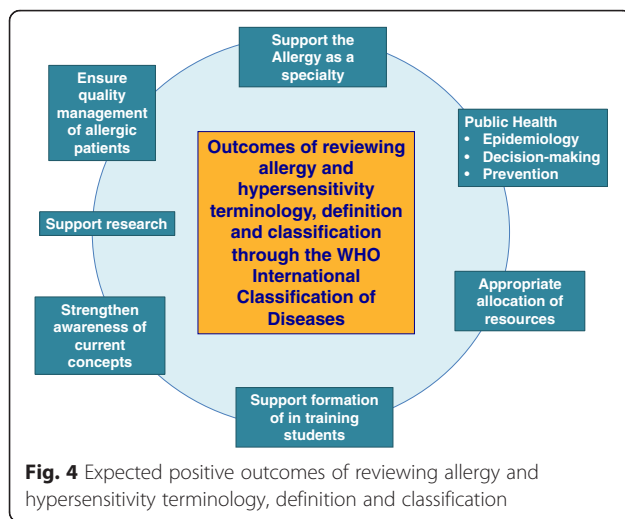 Support the
Allergy as a
specialty
Ensure
quality
management
of allergic
patients
Public Health
• Epidemiology
• Decision-making
• Prevention
Outcomes of reviewing
allergy and
hypersensitivity
terminology, definition
and classification
through the WHO
International
Classification of
Diseases
Support research
Appropriate
allocation of
resources
Strengthen
awareness of
current
concepts
Support formation
of in training
students
Fig. 4 Expected positive outcomes of reviewing allergy and
hypersensitivity terminology, definition and classification